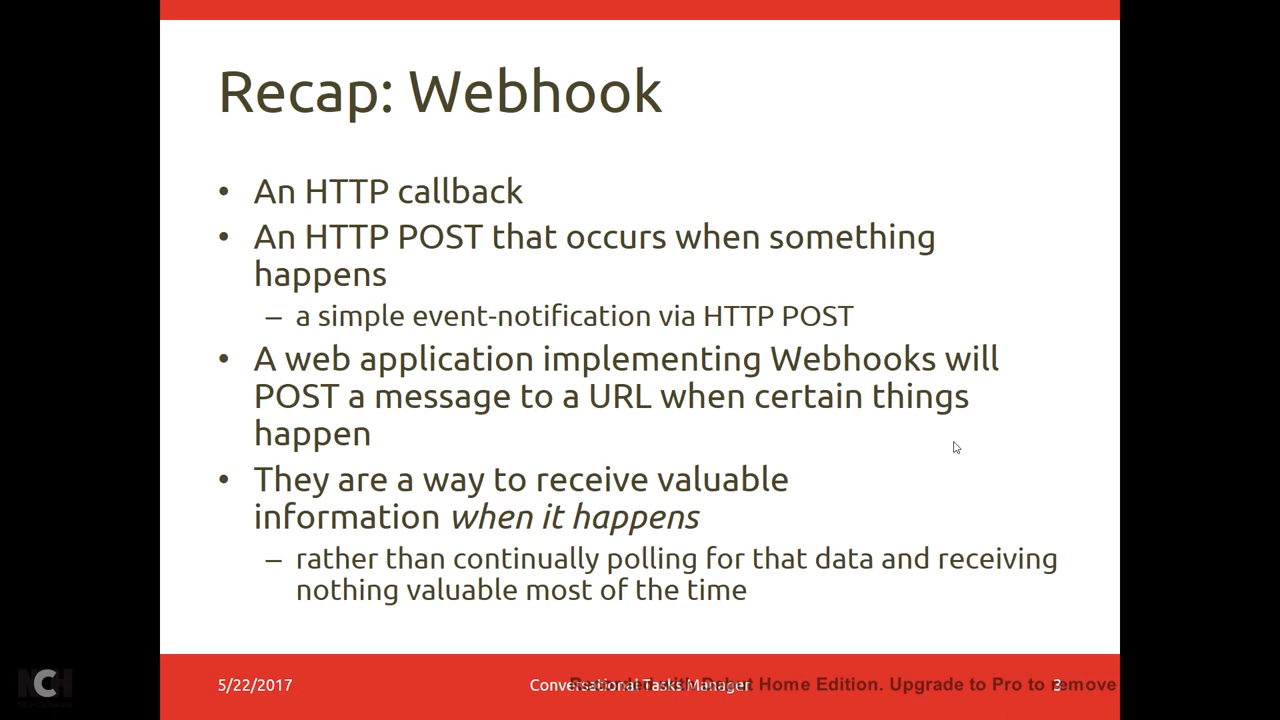 Recap: Webhook
• An HTTP callback
• An HTTP POST that occurs when something
happens
– a simple event-notification via HTTP POST
• A web application implementing Webhooks will
POST a message to a URL when certain things
happen
• They are a way to receive valuable
information when it happens
– rather than continually polling for that data and receiving
nothing valuable most of the time
5/22/2017
Conversational Tasks Manager
Home Edition. Upgrade to Pro to remove
3